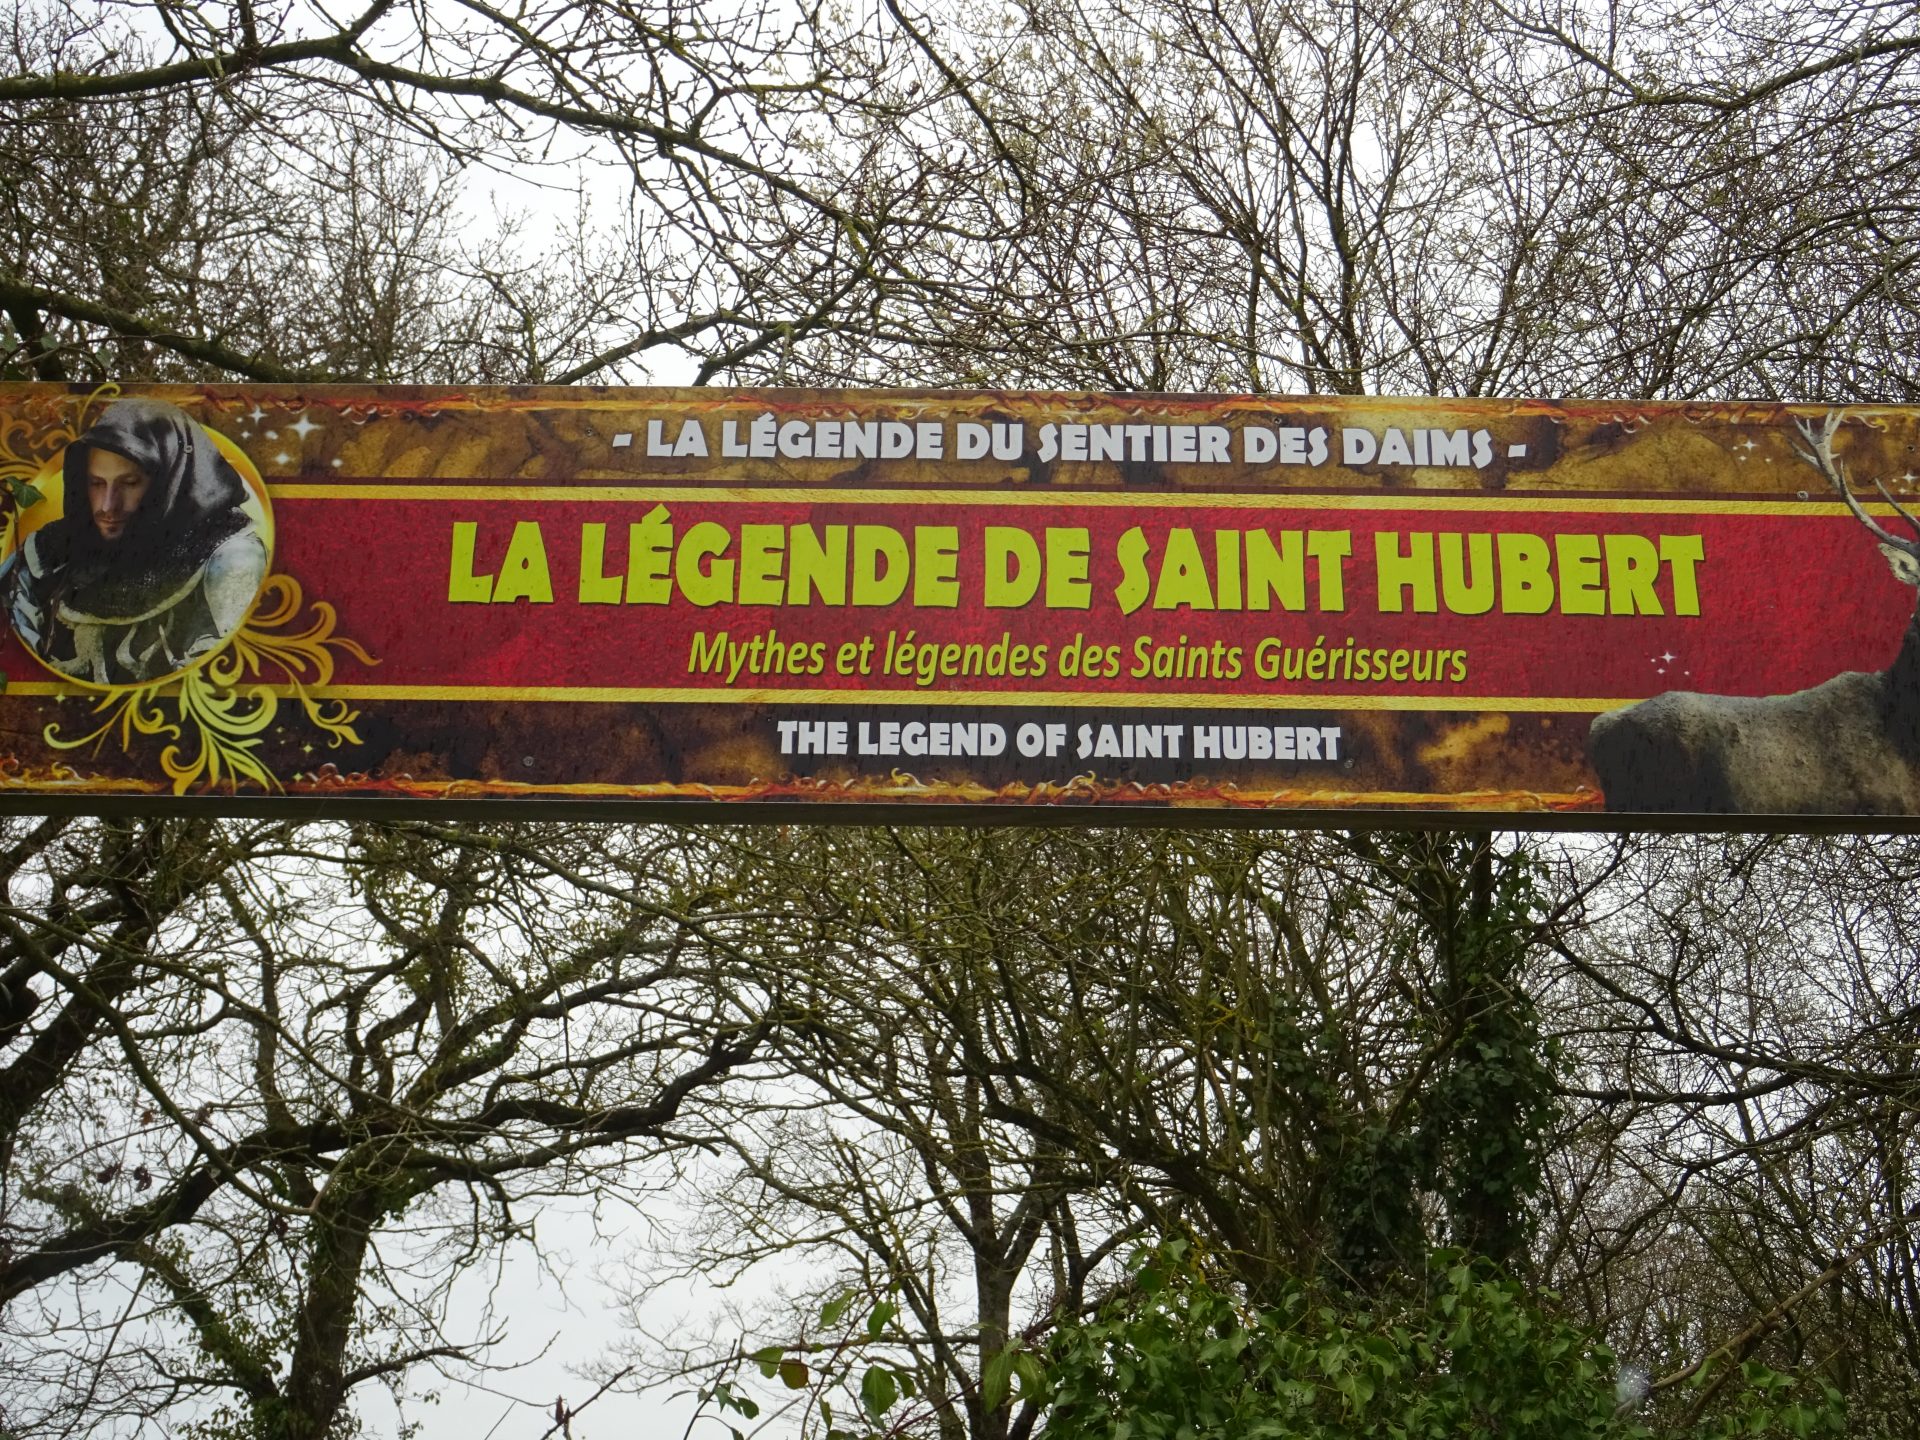 - LA LÉGENDE DU SENTIER DES DAIMS -
LA LÉGENDE DE SAINT HUBERT
Mythes et légendes des Saints Guérisseurs
THE LEGEND OF SAINT HUBERT